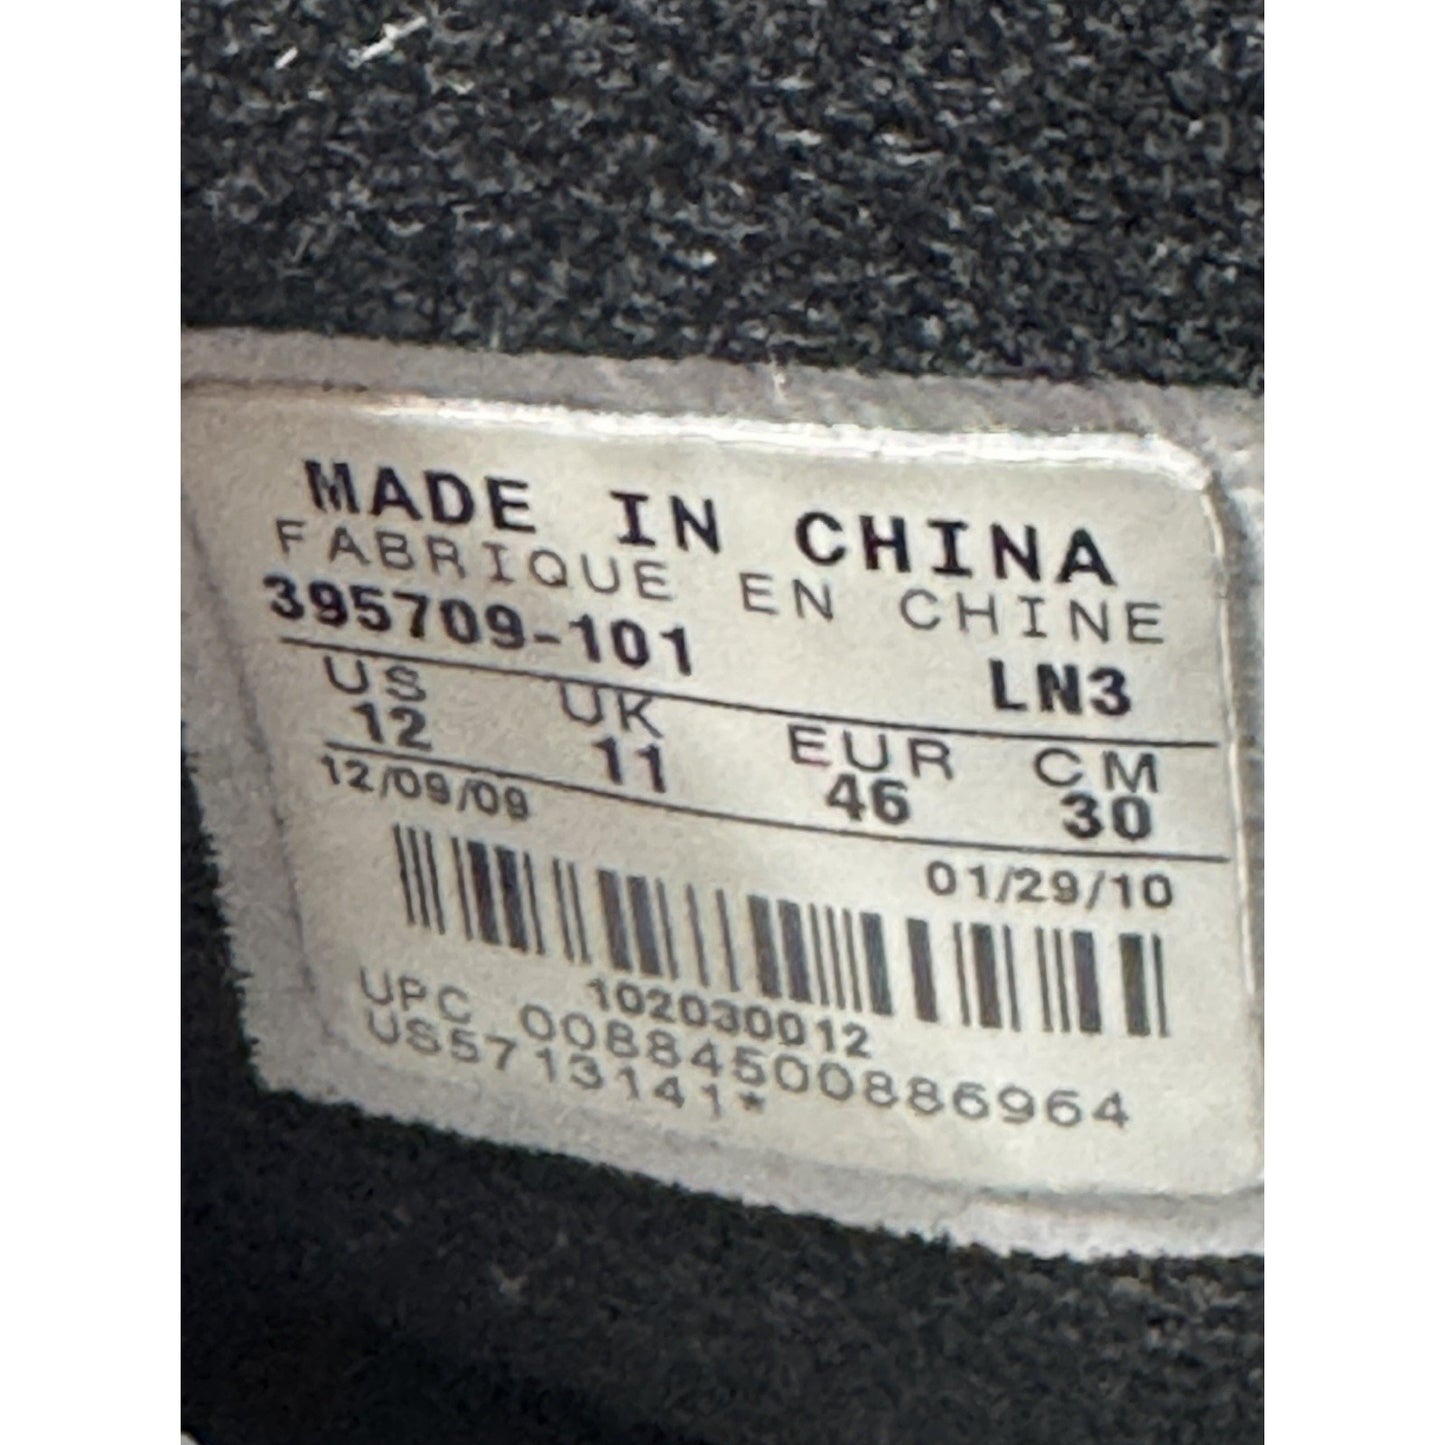 MADE IN CHINA
FABRIQUE EN CHINE
395709-101 LN3
US UK EUR CM
12 11 46 30
12/09/09 01/29/10
102030012
UPC 00884500886964
US5713141*